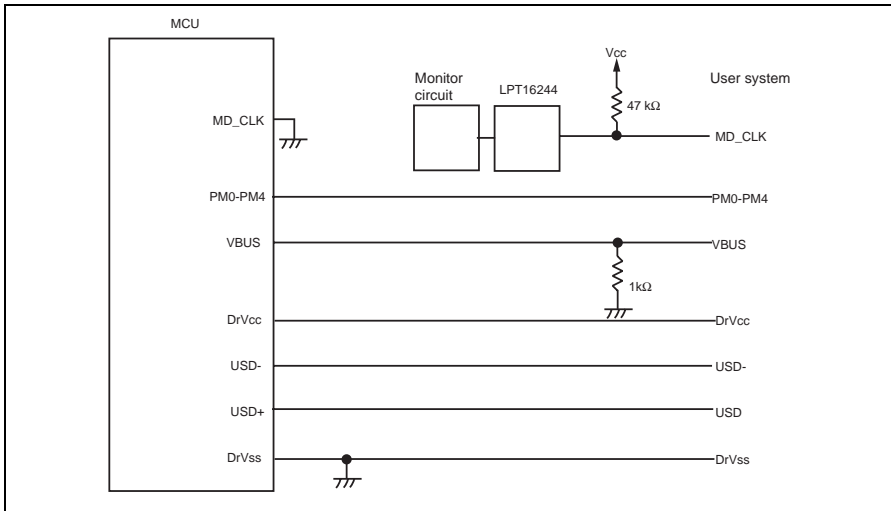 MCU
Vcc
Monitor
circuit
LPT16244
User system
47 kΩ
MD_CLK
MD_CLK
PM0-PM4
PM0-PM4
VBUS
VBUS
1kΩ
DrVcc
DrVcc
USD-
USD-
USD+
USD
DrVss
DrVss